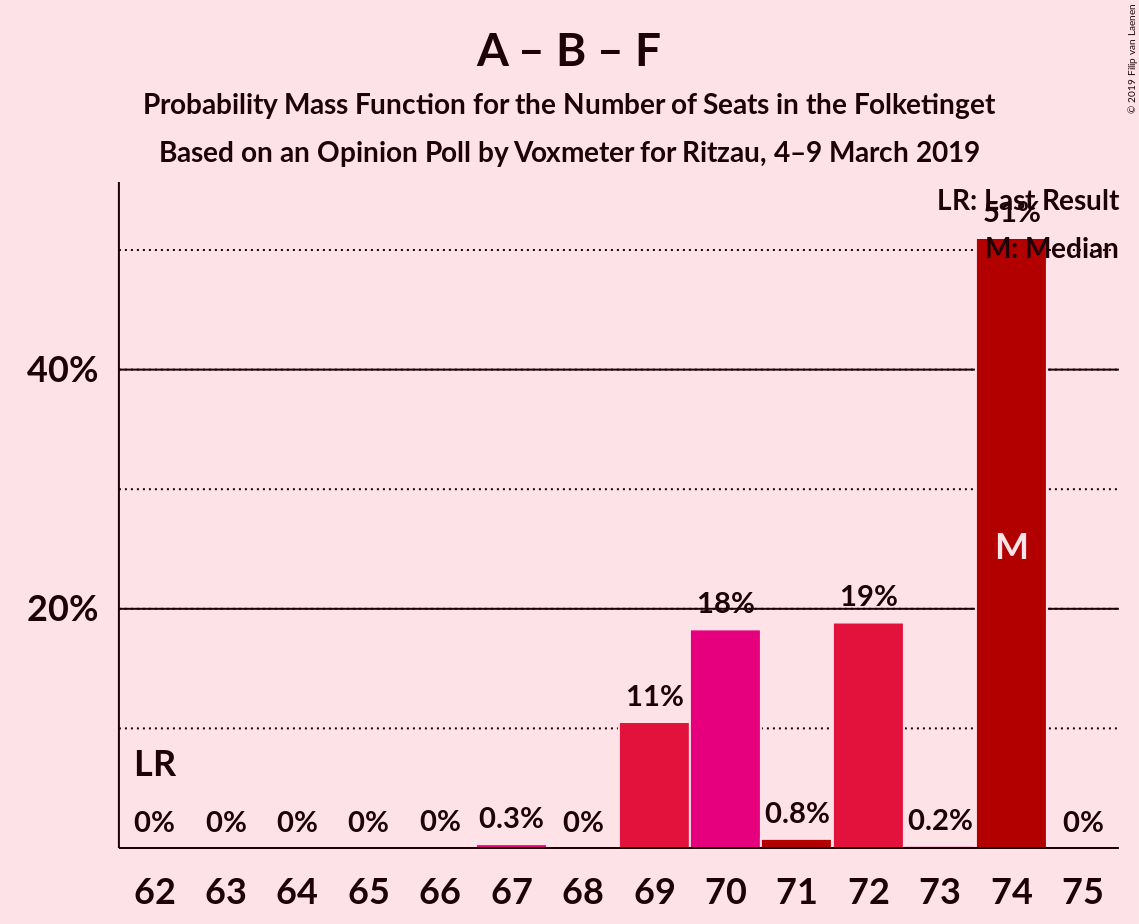 A – B – F
Probability Mass Function for the Number of Seats in the Folketinget
Based on an Opinion Poll by Voxmeter for Ritzau, 4–9 March 2019
© 2019 Filip van Laenen
LR: Last Result
51%
M: Median
40%
M
20%
18%
19%
11%
LR
0%
0%
0%
0%
0%
0.3%
0%
0.8%
0.2%
0%
62 63 64 65 66 67 68 69 70 71 72 73 74 75